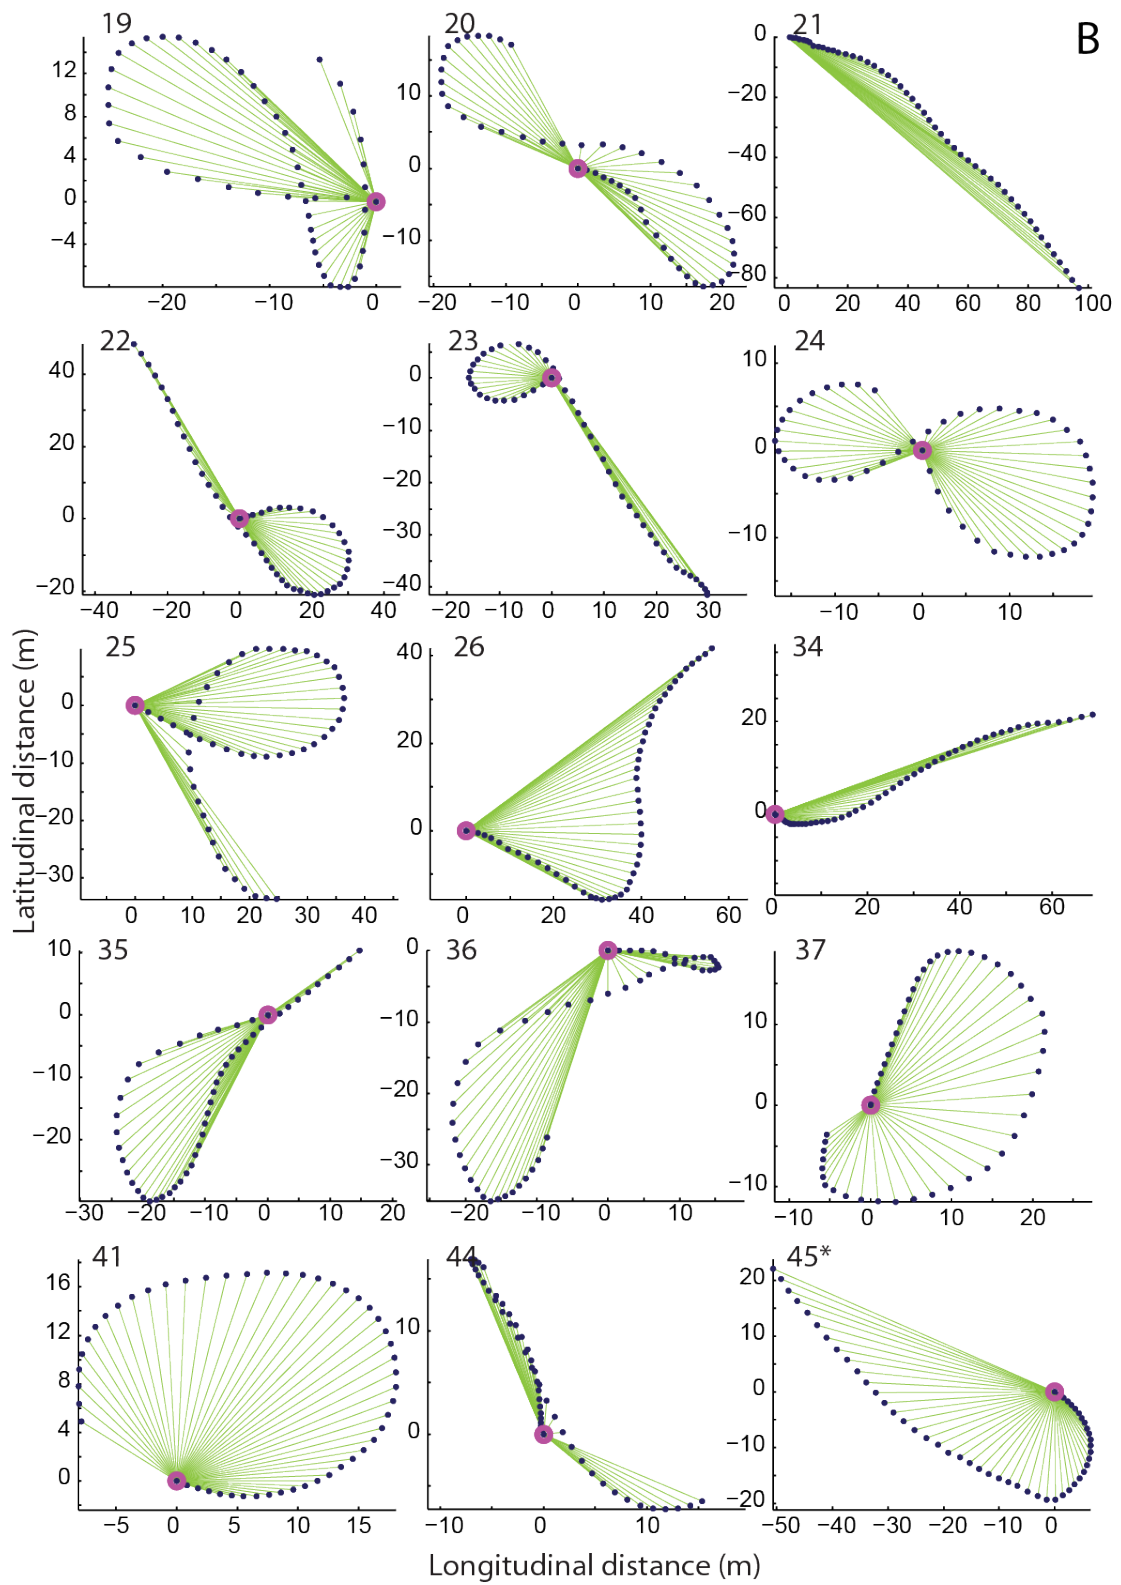 19 20 21 B
12 8 4 0 −4
10 0 −10
0 −20 −40 −60 −80
−20 −10 0
−20 −10 0 10 20
0 20 40 60 80 100
22 23 24
40 20 0 −20
0 −10 −20 −30 −40
10 0 −10
−40 −20 0 20 40
−20 −10 0 10 20 30
−10 0 10
25 26 34
0 −10 −20 −30
40 20 0
20 0
0 10 20 30 40
0 20 40 60
0 20 40 60
Latitudinal distance (m)
35 36 37
10 0 −10 −20
0 −10 −20 −30
10 0 −10
−30 −20 −10 0 10 20
−20 −10 0 10
−10 0 10 20
41 44 45*
16 12 8 4 0
10 0
20 10 0 −10 −20
−5 0 5 10 15
−10 0 10
−50 −40 −30 −20 −10 0
Longitudinal distance (m)